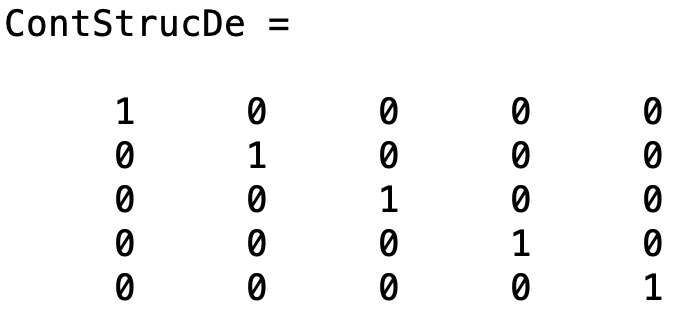 ContStrucDe =
1 0 0 0 0
0 1 0 0 0
0 0 1 0 0
0 0 0 1 0
0 0 0 0 1